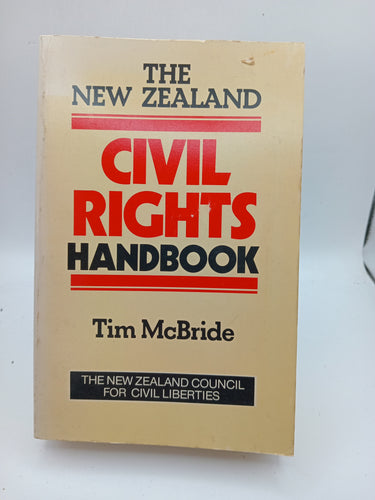 THE
NEW ZEALAND
CIVIL
RIGHTS
HANDBOOK
Tim McBride
THE NEW ZEALAND COUNCIL
FOR CIVIL LIBERTIES